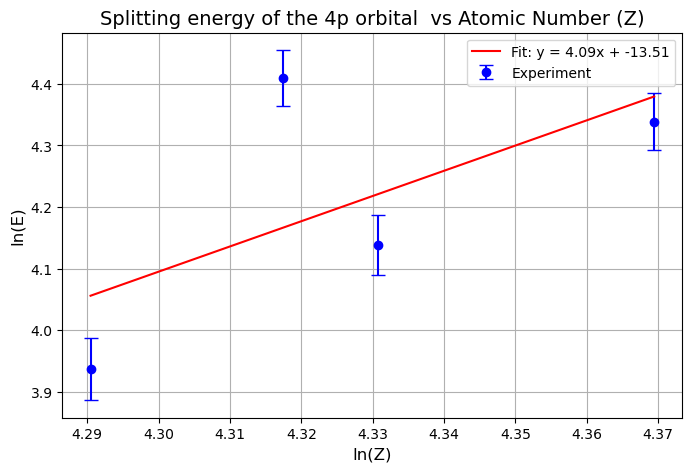 Splitting energy of the 4p orbital  vs Atomic Number (Z)
Fit: y = 4.09x + -13.51
Experiment
ln(E)
4.4
4.3
4.2
4.1
4.0
3.9
4.29 4.30 4.31 4.32 4.33 4.34 4.35 4.36 4.37
ln(Z)